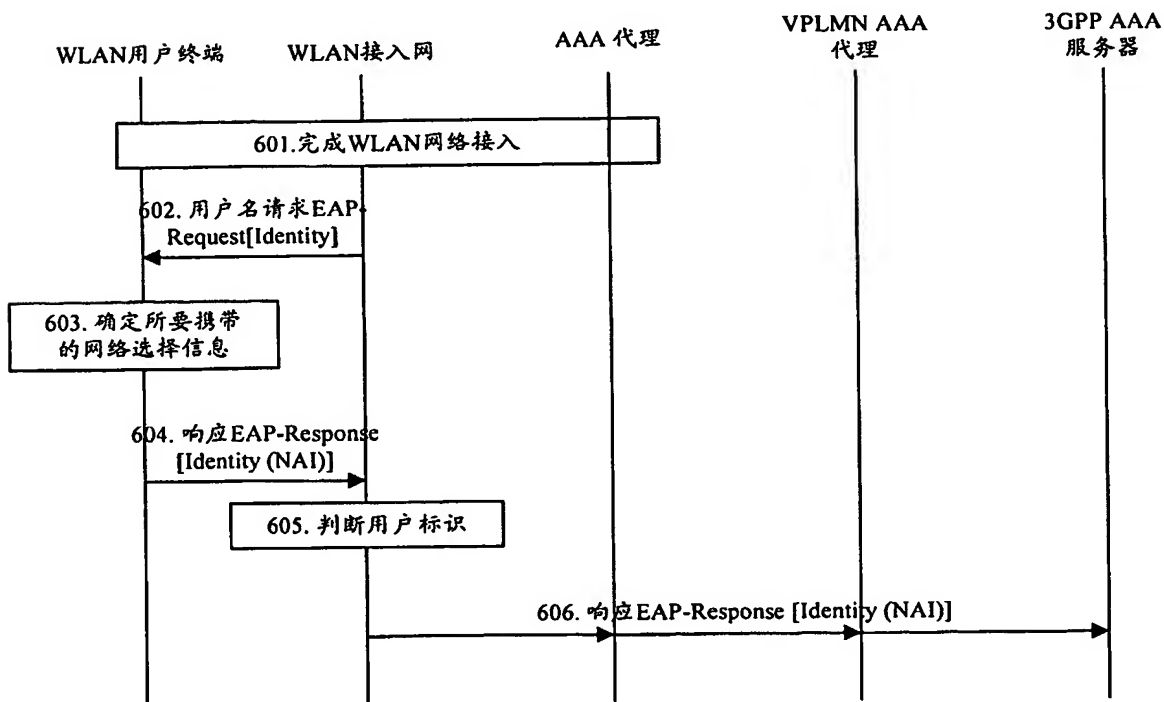 WLAN用户终端
WLAN接入网
AAA 代理
VPLMN AAA
代理
3GPP AAA
服务器
601.完成WLAN网络接入
602. 用户名请求EAP-
Request[Identity]
603. 确定所要携带
的网络选择信息
604. 响应EAP-Response
[Identity (NAI)]
605. 判断用户标识
606. 响应EAP-Response [Identity (NAI)]